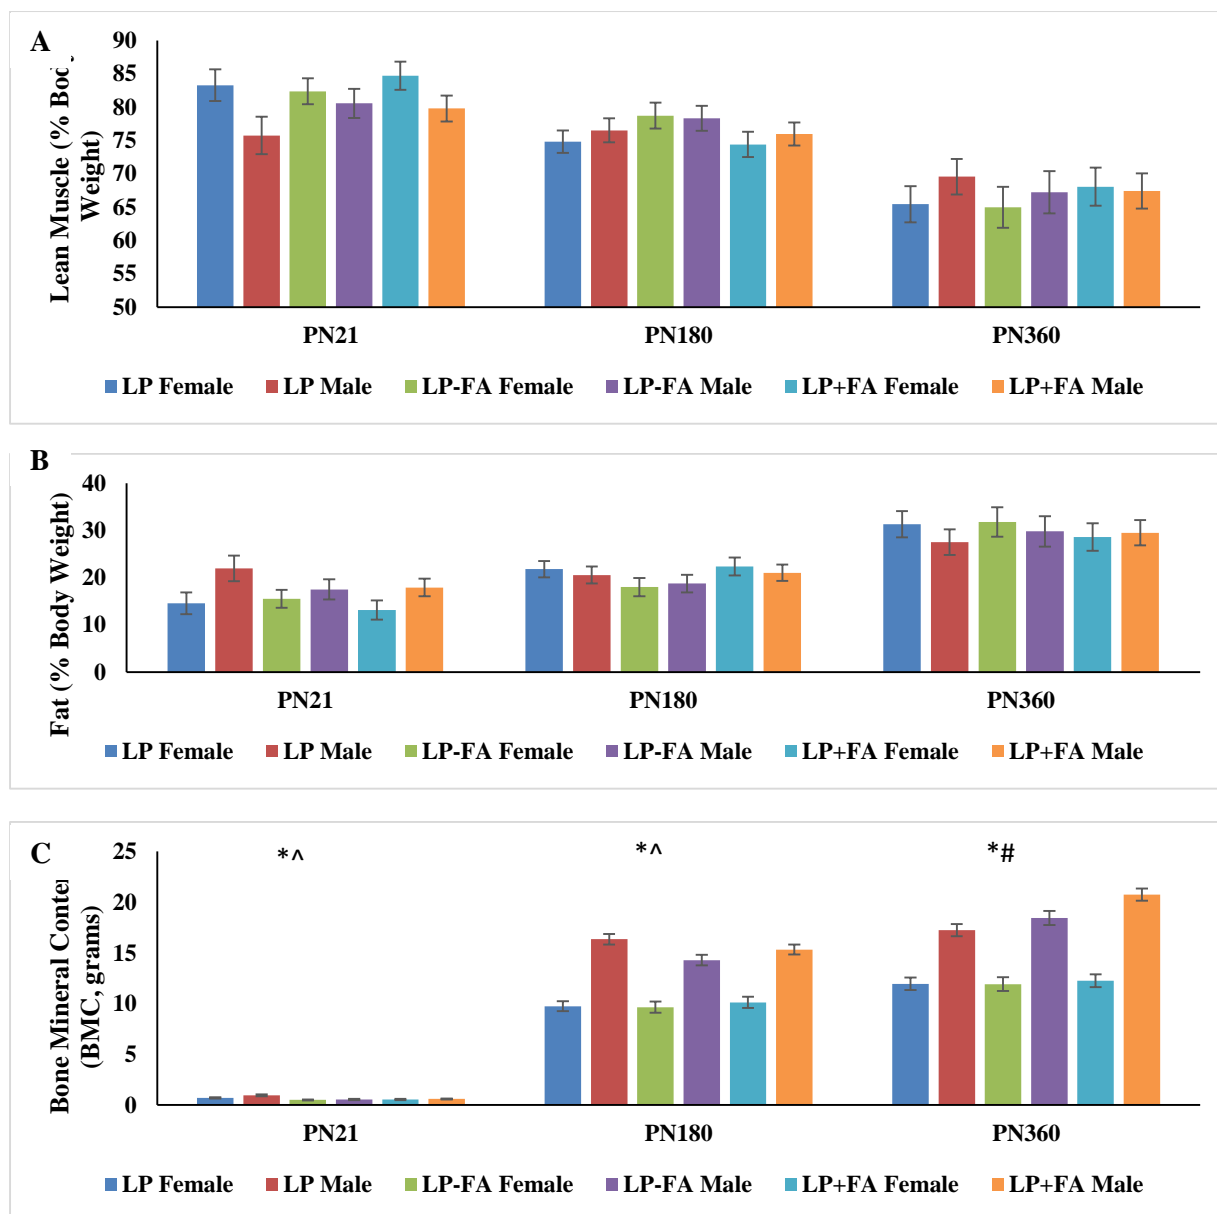 A
Lean Muscle (% Body
Weight)
90
85
80
75
70
65
60
55
50
PN21 PN180 PN360
LP Female LP Male LP-FA Female LP-FA Male LP+FA Female LP+FA Male
B
Fat (% Body Weight)
40
30
20
10
0
PN21 PN180 PN360
LP Female LP Male LP-FA Female LP-FA Male LP+FA Female LP+FA Male
C
Bone Mineral Conte
(BMC, grams)
25
20
15
10
5
0
*^ *^ *#
PN21 PN180 PN360
LP Female LP Male LP-FA Female LP-FA Male LP+FA Female LP+FA Male